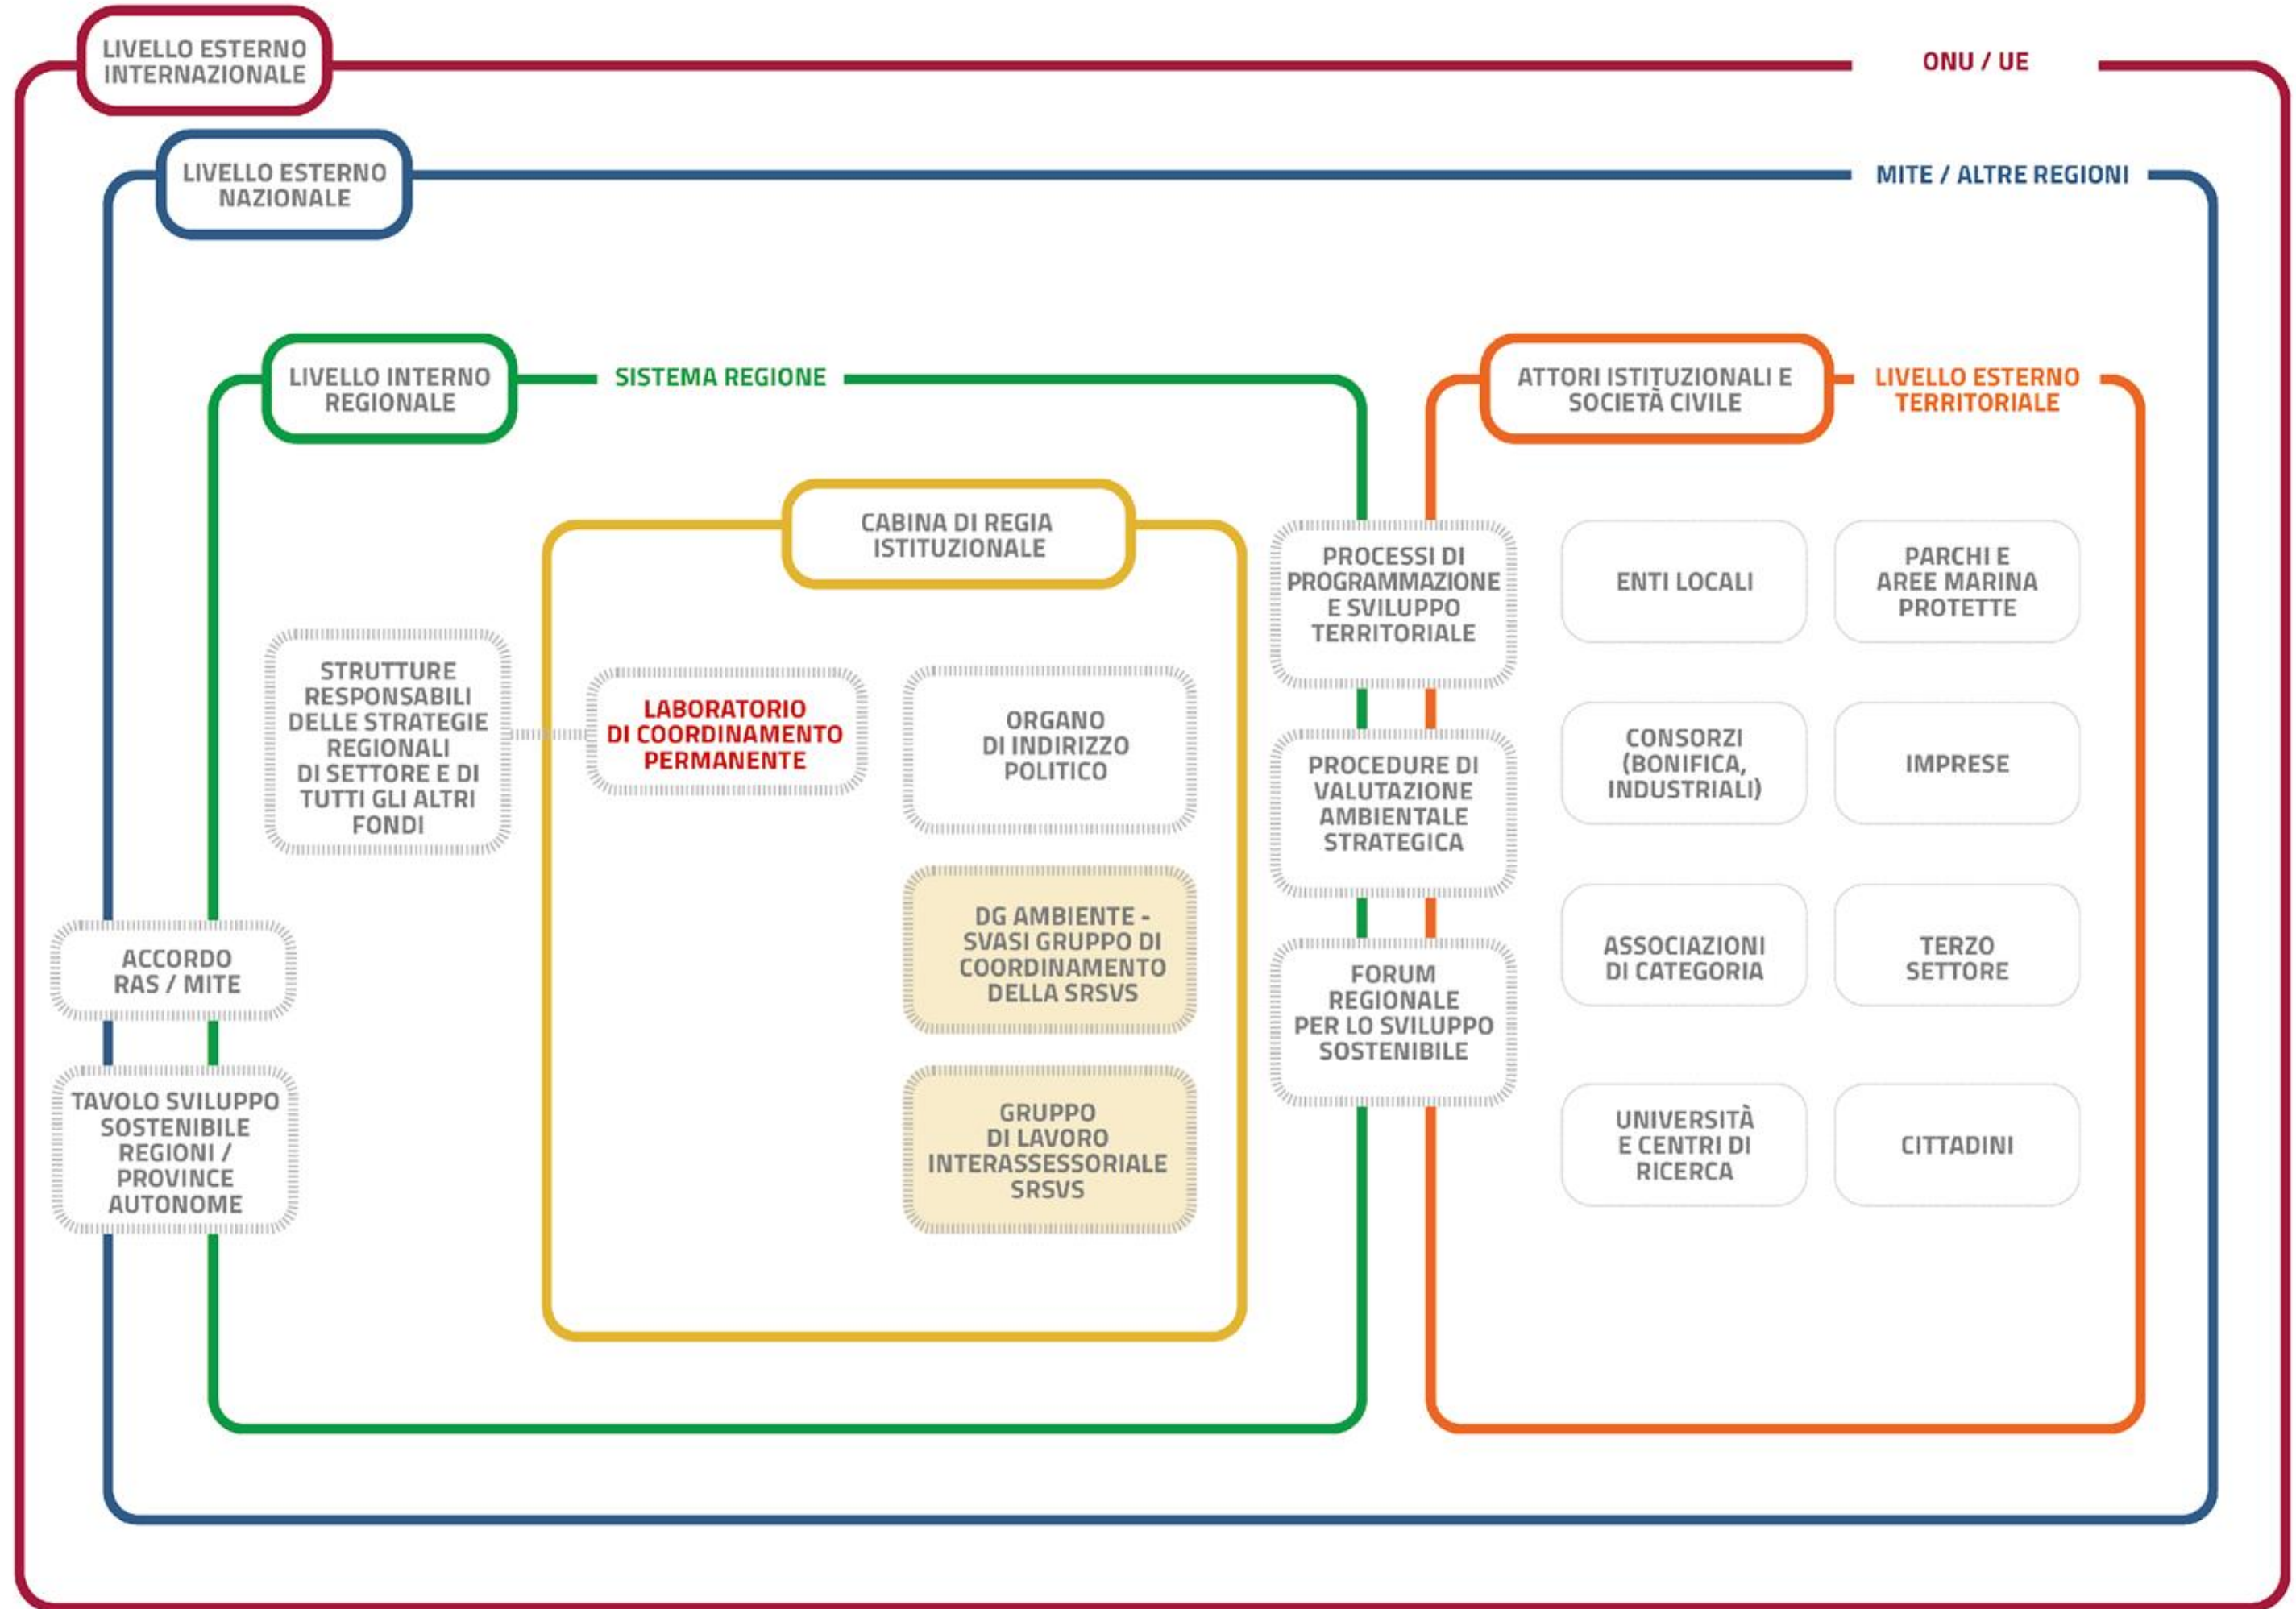 LIVELLO ESTERNO
INTERNAZIONALE
ONU / UE
LIVELLO ESTERNO
NAZIONALE
MITE / ALTRE REGIONI
LIVELLO INTERNO
REGIONALE
SISTEMA REGIONE
ATTORI ISTITUZIONALI E
SOCIETÀ CIVILE
LIVELLO ESTERNO
TERRITORIALE
CABINA DI REGIA
ISTITUZIONALE
STRUTTURE
RESPONSABILI
DELLE STRATEGIE
REGIONALI
DI SETTORE E DI
TUTTI GLI ALTRI
FONDI
LABORATORIO
DI COORDINAMENTO
PERMANENTE
ORGANO
DI INDIRIZZO
POLITICO
DG AMBIENTE -
SVASI GRUPPO DI
COORDINAMENTO
DELLA SRSVS
GRUPPO
DI LAVORO
INTERASSESSORIALE
SRSVS
ACCORDO
RAS / MITE
TAVOLO SVILUPPO
SOSTENIBILE
REGIONI /
PROVINCE
AUTONOME
PROCESSI DI
PROGRAMMAZIONE
E SVILUPPO
TERRITORIALE
PROCEDURE DI
VALUTAZIONE
AMBIENTALE
STRATEGICA
FORUM
REGIONALE
PER LO SVILUPPO
SOSTENIBILE
ENTI LOCALI
PARCHI E
AREE MARINA
PROTETTE
CONSORZI
(BONIFICA,
INDUSTRIALI)
IMPRESE
ASSOCIAZIONI
DI CATEGORIA
TERZO
SETTORE
UNIVERSITÀ
E CENTRI DI
RICERCA
CITTADINI